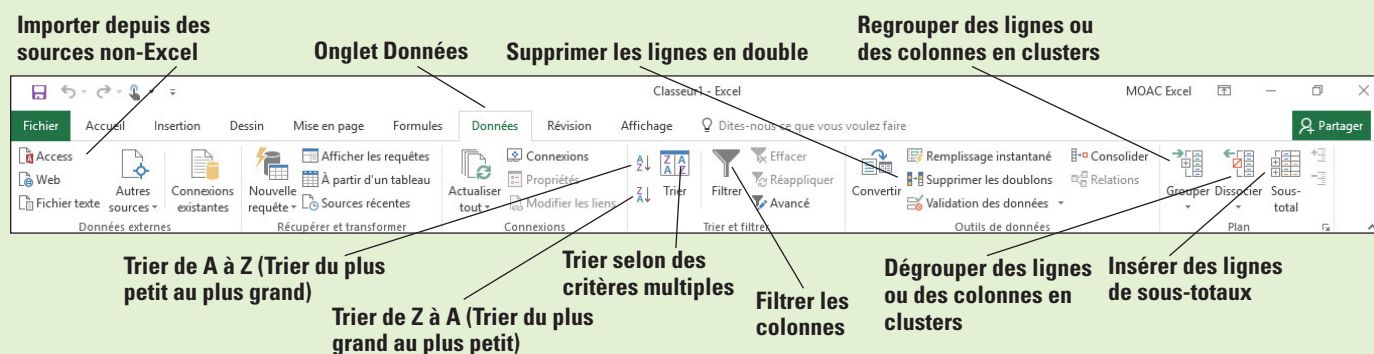 Importer depuis des
sources non-Excel
Onglet Données
Supprimer les lignes en double
Regrouper des lignes ou
des colonnes en clusters
Classeur1 - Excel
MOAC Excel
Fichier
Accueil
Insertion
Dessin
Mise en page
Formules
Données
Révision
Affichage
Dites-nous ce que vous voulez faire
Partager
Access
Web
Fichier texte
Autres
sources
Connexions
existantes
Données externes
Nouvelle
requête
Afficher les requêtes
À partir d'un tableau
Sources récentes
Récupérer et transformer
Actualiser
tout
Connexions
Propriétés
Modifier les liens
Connexions
Trier
Filtrer
Effacer
Réappliquer
Avancé
Trier et filtrer
Convertir
Remplissage instantané
Supprimer les doublons
Validation des données
Consolider
Relations
Outils de données
Grouper
Dissocier
Sous-
total
Plan
Trier de A à Z (Trier du plus
petit au plus grand)
Trier de Z à A (Trier du plus
grand au plus petit)
Trier selon des
critères multiples
Filtrer les
colonnes
Dégrouper des lignes
ou des colonnes en
clusters
Insérer des lignes
de sous-totaux